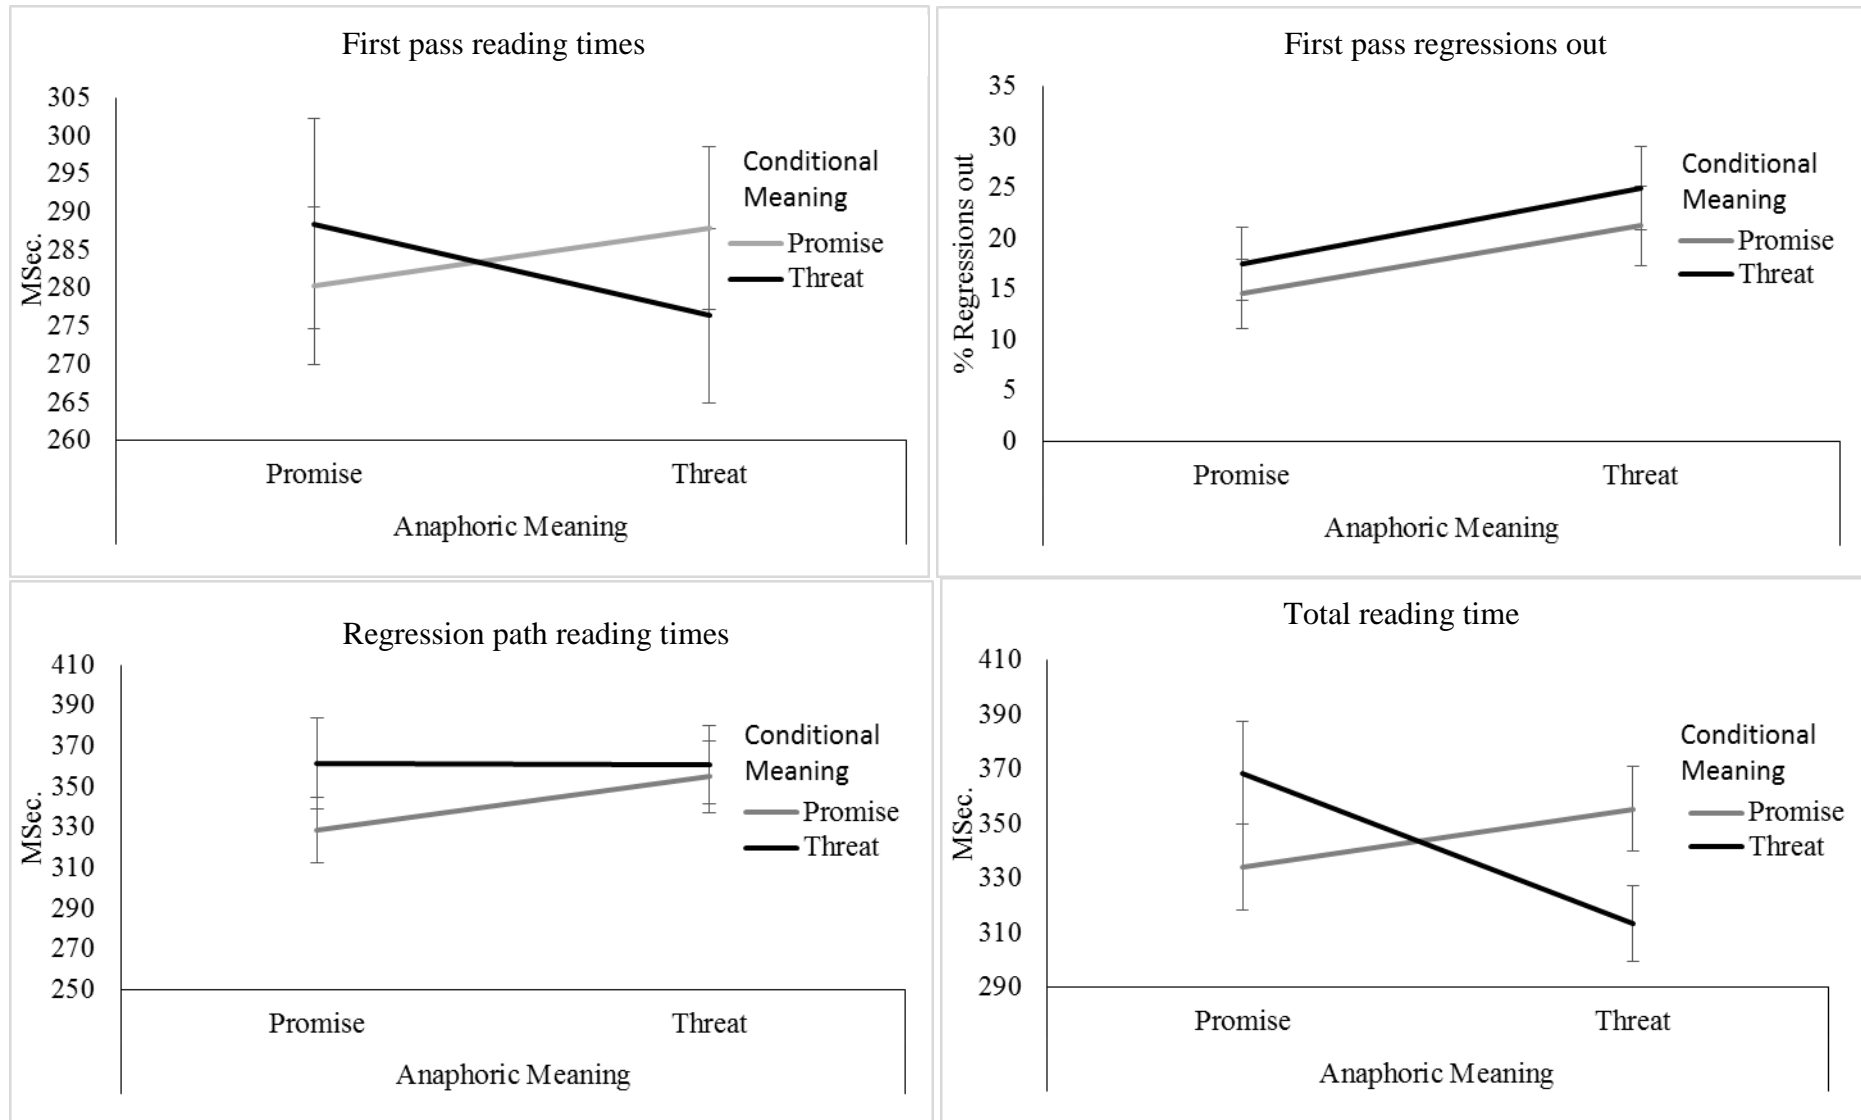 First pass reading times
305
300
295
290
285
280
275
270
265
260
MSec.
Conditional
Meaning
Promise
Threat
Promise
Threat
Anaphoric Meaning
First pass regressions out
35
30
25
20
15
10
5
0
% Regressions out
Conditional
Meaning
Promise
Threat
Promise
Threat
Anaphoric Meaning
Regression path reading times
410
390
370
350
330
310
290
270
250
MSec.
Conditional
Meaning
Promise
Threat
Promise
Threat
Anaphoric Meaning
Total reading time
410
390
370
350
330
310
290
MSec.
Conditional
Meaning
Promise
Threat
Promise
Threat
Anaphoric Meaning